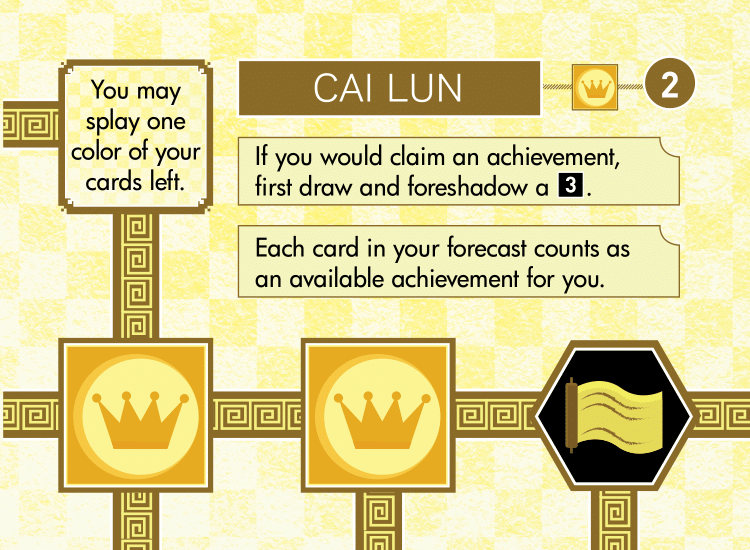 You may
splay one
color of your
cards left.
CAI LUN
2
If you would claim an achievement,
first draw and foreshadow a 3.
Each card in your forecast counts as
an available achievement for you.